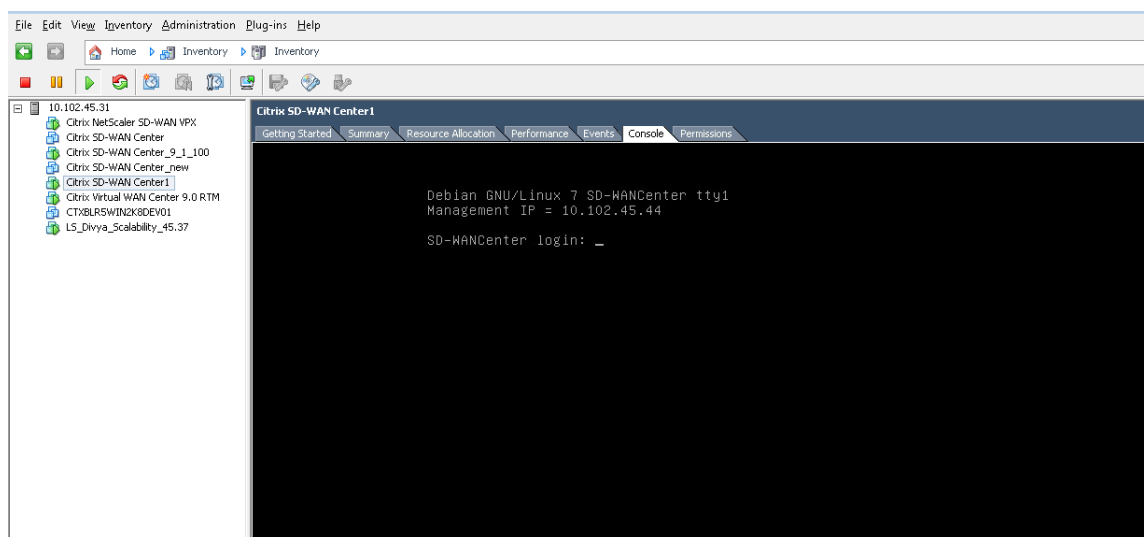 File Edit View Inventory Administration Plug-ins Help
Home Inventory Inventory
10.102.45.31
Citrix NetScaler SD-WAN VPX
Citrix SD-WAN Center
Citrix SD-WAN Center_9_1_100
Citrix SD-WAN Center_new
Citrix SD-WAN Center1
Citrix Virtual WAN Center 9.0 RTM
CTXBLR5WIN2K8DEV01
LS_Divya_Scalability_45.37
Citrix SD-WAN Center1
Getting Started Summary Resource Allocation Performance Events Console Permissions
Debian GNU/Linux 7 SD-WANCenter tty1
Management IP = 10.102.45.44
SD-WANCenter login: _